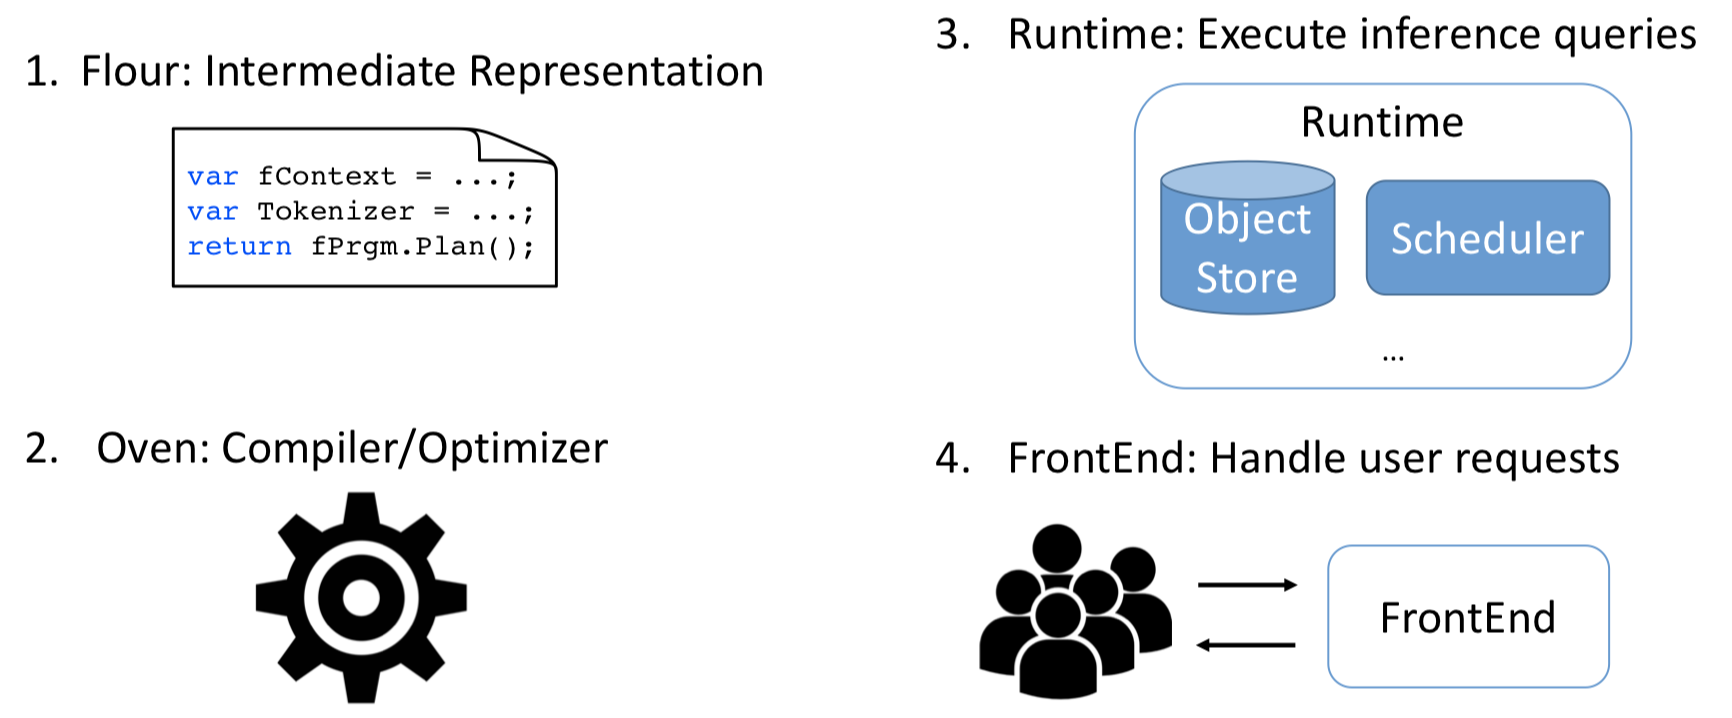 1. Flour: Intermediate Representation
var fContext = ...;
var Tokenizer = ...;
return fPrgm.Plan();
2. Oven: Compiler/Optimizer
3. Runtime: Execute inference queries
Runtime
Object
Store
Scheduler
...
4. FrontEnd: Handle user requests
FrontEnd